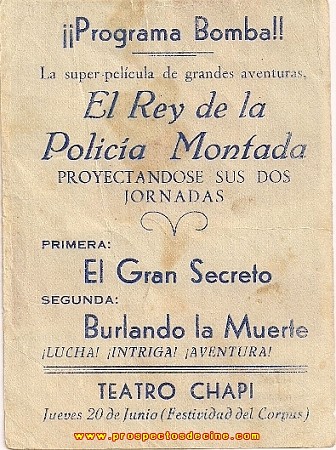 ¡¡Programa Bomba!!
La super-película de grandes aventuras,
El Rey de la
Policía Montada
PROYECTANDOSE SUS DOS
JORNADAS
PRIMERA:
El Gran Secreto
SEGUNDA:
Burlando la Muerte
¡LUCHA! ¡INTRIGA! ¡AVENTURA!
TEATRO CHAPI
Jueves 20 de Junio (Festividad del Corpus)
www.prospectosdecine.com